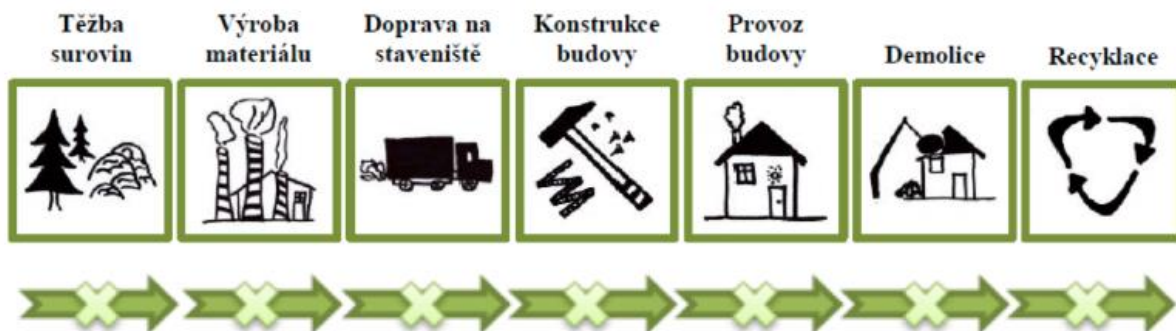 Těžba
surovin
Výroba
materiálu
Doprava na
staveniště
Konstrukce
budovy
Provoz
budovy
Demolice
Recyklace